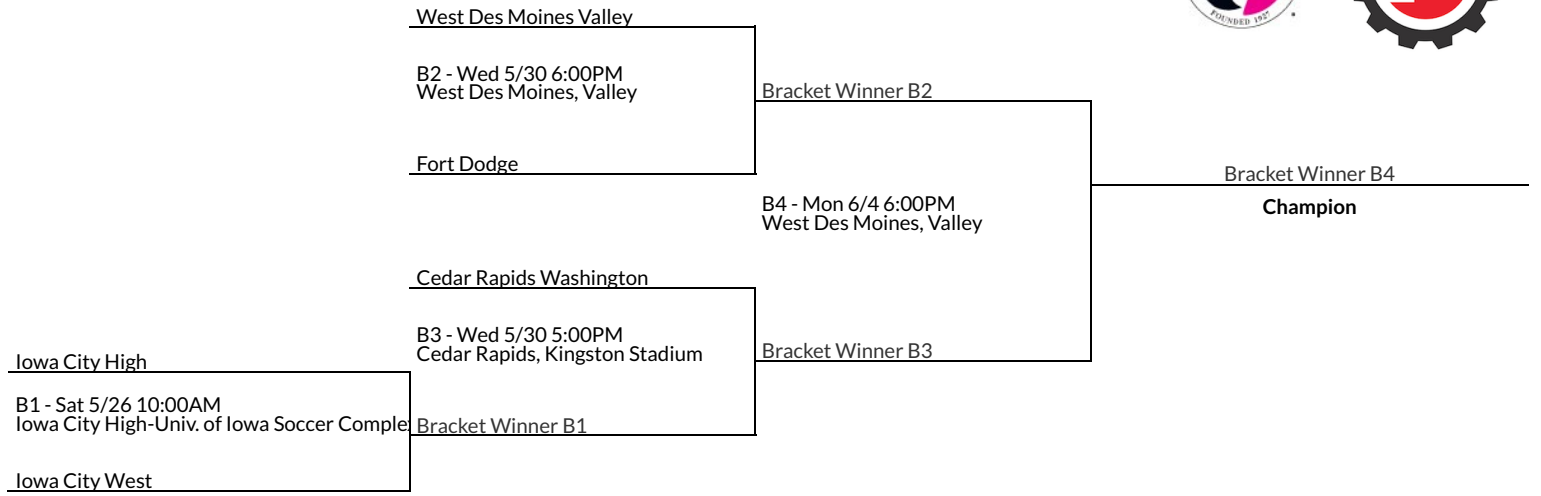 FOUNDED 1927
West Des Moines Valley
B2 - Wed 5/30 6:00PM
West Des Moines, Valley
Bracket Winner B2
Fort Dodge
Bracket Winner B4
B4 - Mon 6/4 6:00PM
West Des Moines, Valley
Champion
Cedar Rapids Washington
B3 - Wed 5/30 5:00PM
Cedar Rapids, Kingston Stadium
Bracket Winner B3
Iowa City High
B1 - Sat 5/26 10:00AM
Iowa City High-Univ. of Iowa Soccer Comple
Bracket Winner B1
Iowa City West